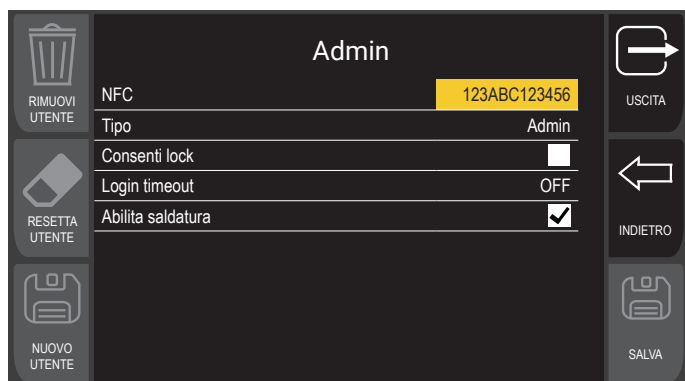 Admin
RIMUOVI
UTENTE
NFC 123ABC123456
Tipo Admin
Consenti lock
Login timeout OFF
Abilita saldatura
RESETTA
UTENTE
NUOVO
UTENTE
USCITA
INDIETRO
SALVA